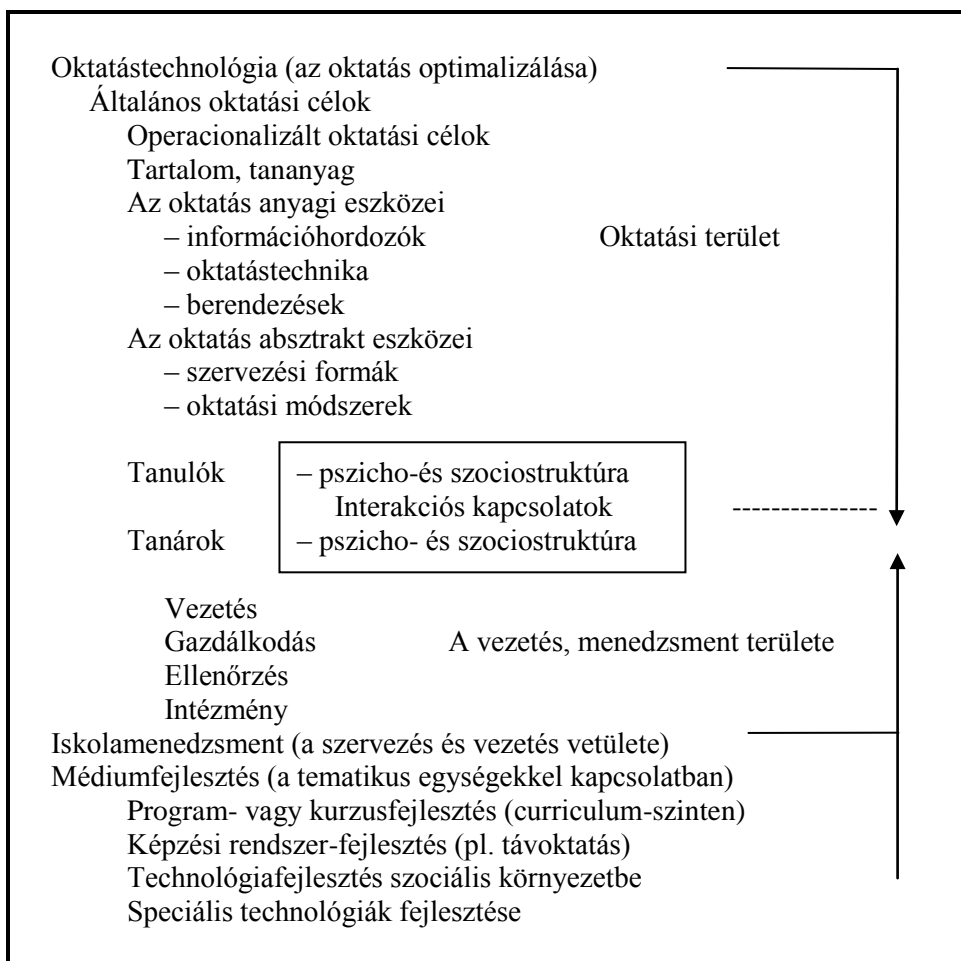 Oktatástechnológia (az oktatás optimalizálása)
Általános oktatási célok
Operacionalizált oktatási célok
Tartalom, tananyag
Az oktatás anyagi eszközei
– információhordozók Oktatási terület
– oktatástechnika
– berendezések
Az oktatás absztrakt eszközei
– szervezési formák
– oktatási módszerek
Tanulók – pszicho-és szociostruktúra
Interakciós kapcsolatok
Tanárok – pszicho- és szociostruktúra
Vezetés
Gazdálkodás A vezetés, menedzsment területe
Ellenőrzés
Intézmény
Iskolamenedzsment (a szervezés és vezetés vetülete)
Médiumfejlesztés (a tematikus egységekkel kapcsolatban)
Program- vagy kurzusfejlesztés (curriculum-szinten)
Képzési rendszer-fejlesztés (pl. távoktatás)
Technológiafejlesztés szociális környezetbe
Speciális technológiák fejlesztése